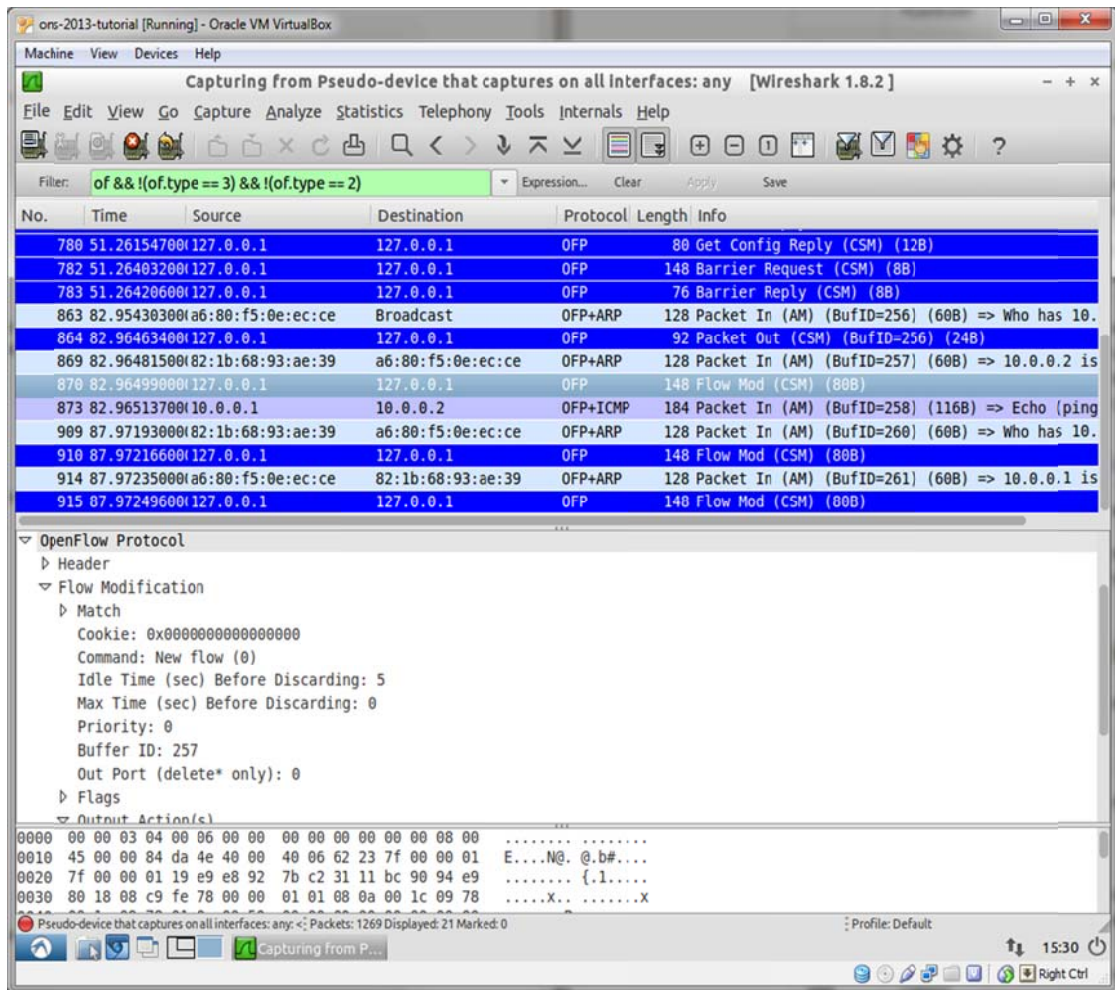 ons-2013-tutorial [Running] - Oracle VM VirtualBox
Machine View Devices Help
Capturing from Pseudo-device that captures on all interfaces: any [Wireshark 1.8.2 ]
File Edit View Go Capture Analyze Statistics Telephony Tools Internals Help
Filter: of && !(of.type == 3) && !(of.type == 2) Expression... Clear Apply Save
No. Time Source Destination Protocol Length Info
780 51.26154700( 127.0.0.1 127.0.0.1 OFP 80 Get Config Reply (CSM) (12B)
782 51.26403200( 127.0.0.1 127.0.0.1 OFP 148 Barrier Request (CSM) (8B)
783 51.26420600( 127.0.0.1 127.0.0.1 OFP 76 Barrier Reply (CSM) (8B)
863 82.95430300( a6:80:f5:0e:ec:ce Broadcast OFP+ARP 128 Packet In (AM) (BufID=256) (60B) => Who has 10.
864 82.96463400( 127.0.0.1 127.0.0.1 OFP 92 Packet Out (CSM) (BufID=256) (24B)
869 82.96481500( 82:1b:68:93:ae:39 a6:80:f5:0e:ec:ce OFP+ARP 128 Packet In (AM) (BufID=257) (60B) => 10.0.0.2 is
870 82.96499000( 127.0.0.1 127.0.0.1 OFP 148 Flow Mod (CSM) (80B)
873 82.96513700( 10.0.0.1 10.0.0.2 OFP+ICMP 184 Packet In (AM) (BufID=258) (116B) => Echo (ping
909 87.97193000( 82:1b:68:93:ae:39 a6:80:f5:0e:ec:ce OFP+ARP 128 Packet In (AM) (BufID=260) (60B) => Who has 10.
910 87.97216600( 127.0.0.1 127.0.0.1 OFP 148 Flow Mod (CSM) (80B)
914 87.97235000( a6:80:f5:0e:ec:ce 82:1b:68:93:ae:39 OFP+ARP 128 Packet In (AM) (BufID=261) (60B) => 10.0.0.1 is
915 87.97249600( 127.0.0.1 127.0.0.1 OFP 148 Flow Mod (CSM) (80B)
OpenFlow Protocol
Header
Flow Modification
Match
Cookie: 0x0000000000000000
Command: New flow (0)
Idle Time (sec) Before Discarding: 5
Max Time (sec) Before Discarding: 0
Priority: 0
Buffer ID: 257
Out Port (delete* only): 0
Flags
Output Action(s)
0000 00 00 03 04 00 06 00 00 00 00 00 00 00 00 08 00 ........ ........
0010 45 00 00 84 da 4e 40 00 40 06 62 23 7f 00 00 01 E....N@. @.b#....
0020 7f 00 00 01 19 e9 e8 92 7b c2 31 11 bc 90 94 e9 ........ {.1.....
0030 80 18 08 c9 fe 78 00 00 01 01 08 0a 00 1c 09 78 .....x.. .......x
Pseudo-device that captures on all interfaces: any: < Packets: 1269 Displayed: 21 Marked: 0 Profile: Default
Capturing from P... 15:30
Right Ctrl